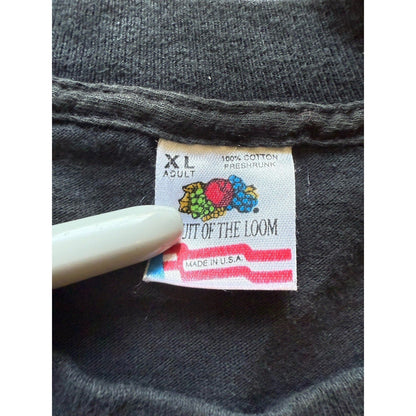 XL
ADULT
100% COTTON
PRESHRUNK
UIT OF THE LOOM
MADE IN U.S.A.